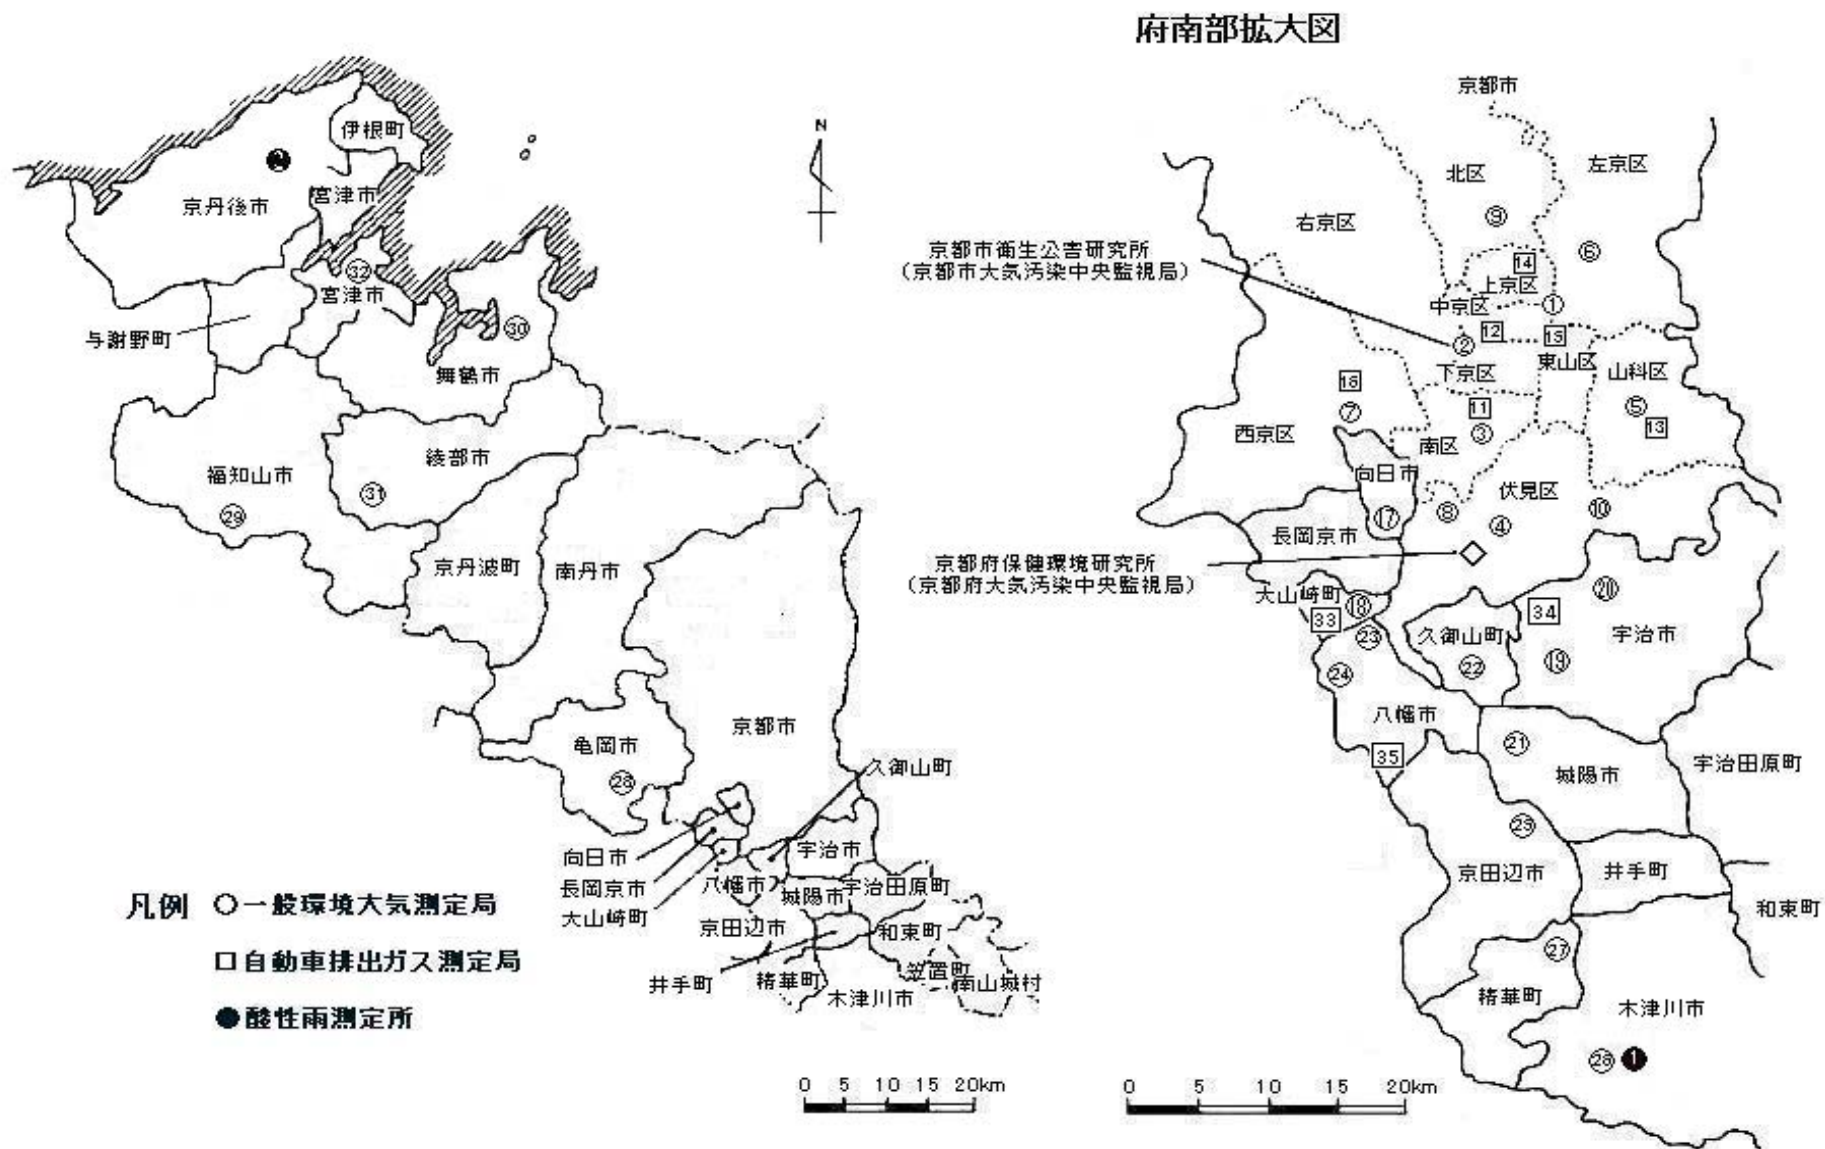 府南部拡大図
京都市
伊根町
N
北区
左京区
宮津市
京丹後市
⑨
右京区
京都市衛生公害研究所
(京都市大気汚染中央監視局)
⑥
14
㉜
宮津市
上京区
中京区
①
㉚
12
15
与謝野町
②
東山区
舞鶴市
下京区
山科区
16
⑦
11
⑤
13
西京区
③
南区
綾部市
福知山市
向日市
㉛
伏見区
㉙
⑰
⑧
④
⑩
長岡京市
京丹波町
南丹市
京都府保健環境研究所
(京都府大気汚染中央監視局)
大山崎町
⑱
⑳
33
34
㉓
久御山町
宇治市
㉔
㉒
⑲
八幡市
京都市
亀岡市
㉑
35
久御山町
城陽市
宇治田原町
向日市
宇治市
長岡京市
八幡市
城陽市
宇治田原町
京田辺市
井手町
凡例
○一般環境大気測定局
大山崎町
京田辺市
和束町
和束町
□自動車排出ガス測定局
井手町
精華町
笠置町
南山城村
㉗
精華町
木津川市
木津川市
●酸性雨測定所
1
0 5 10 15 20km
0 5 10 15 20km